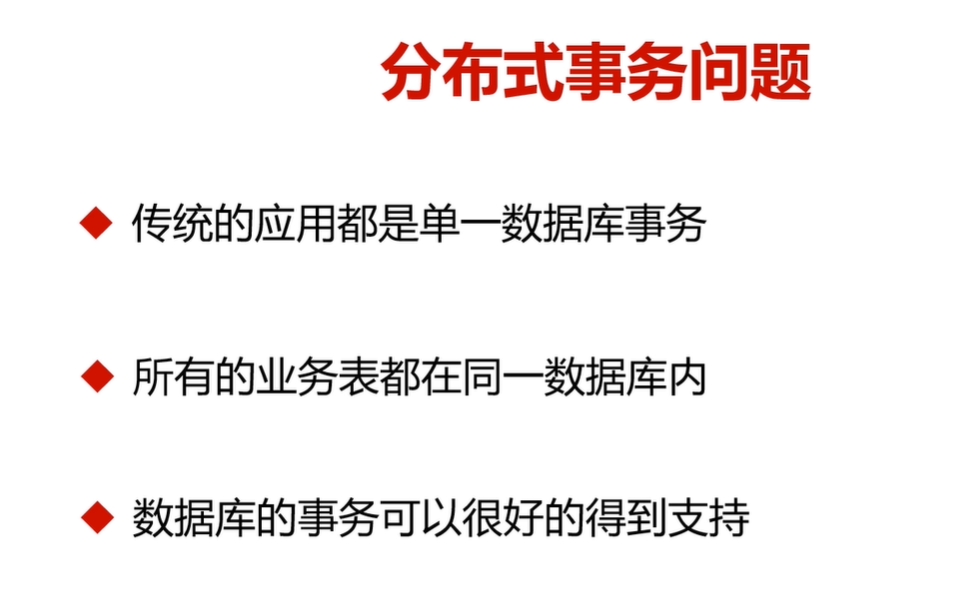 分布式事务问题
传统的应用都是单一数据库事务
所有的业务表都在同一数据库内
数据库的事务可以很好的得到支持